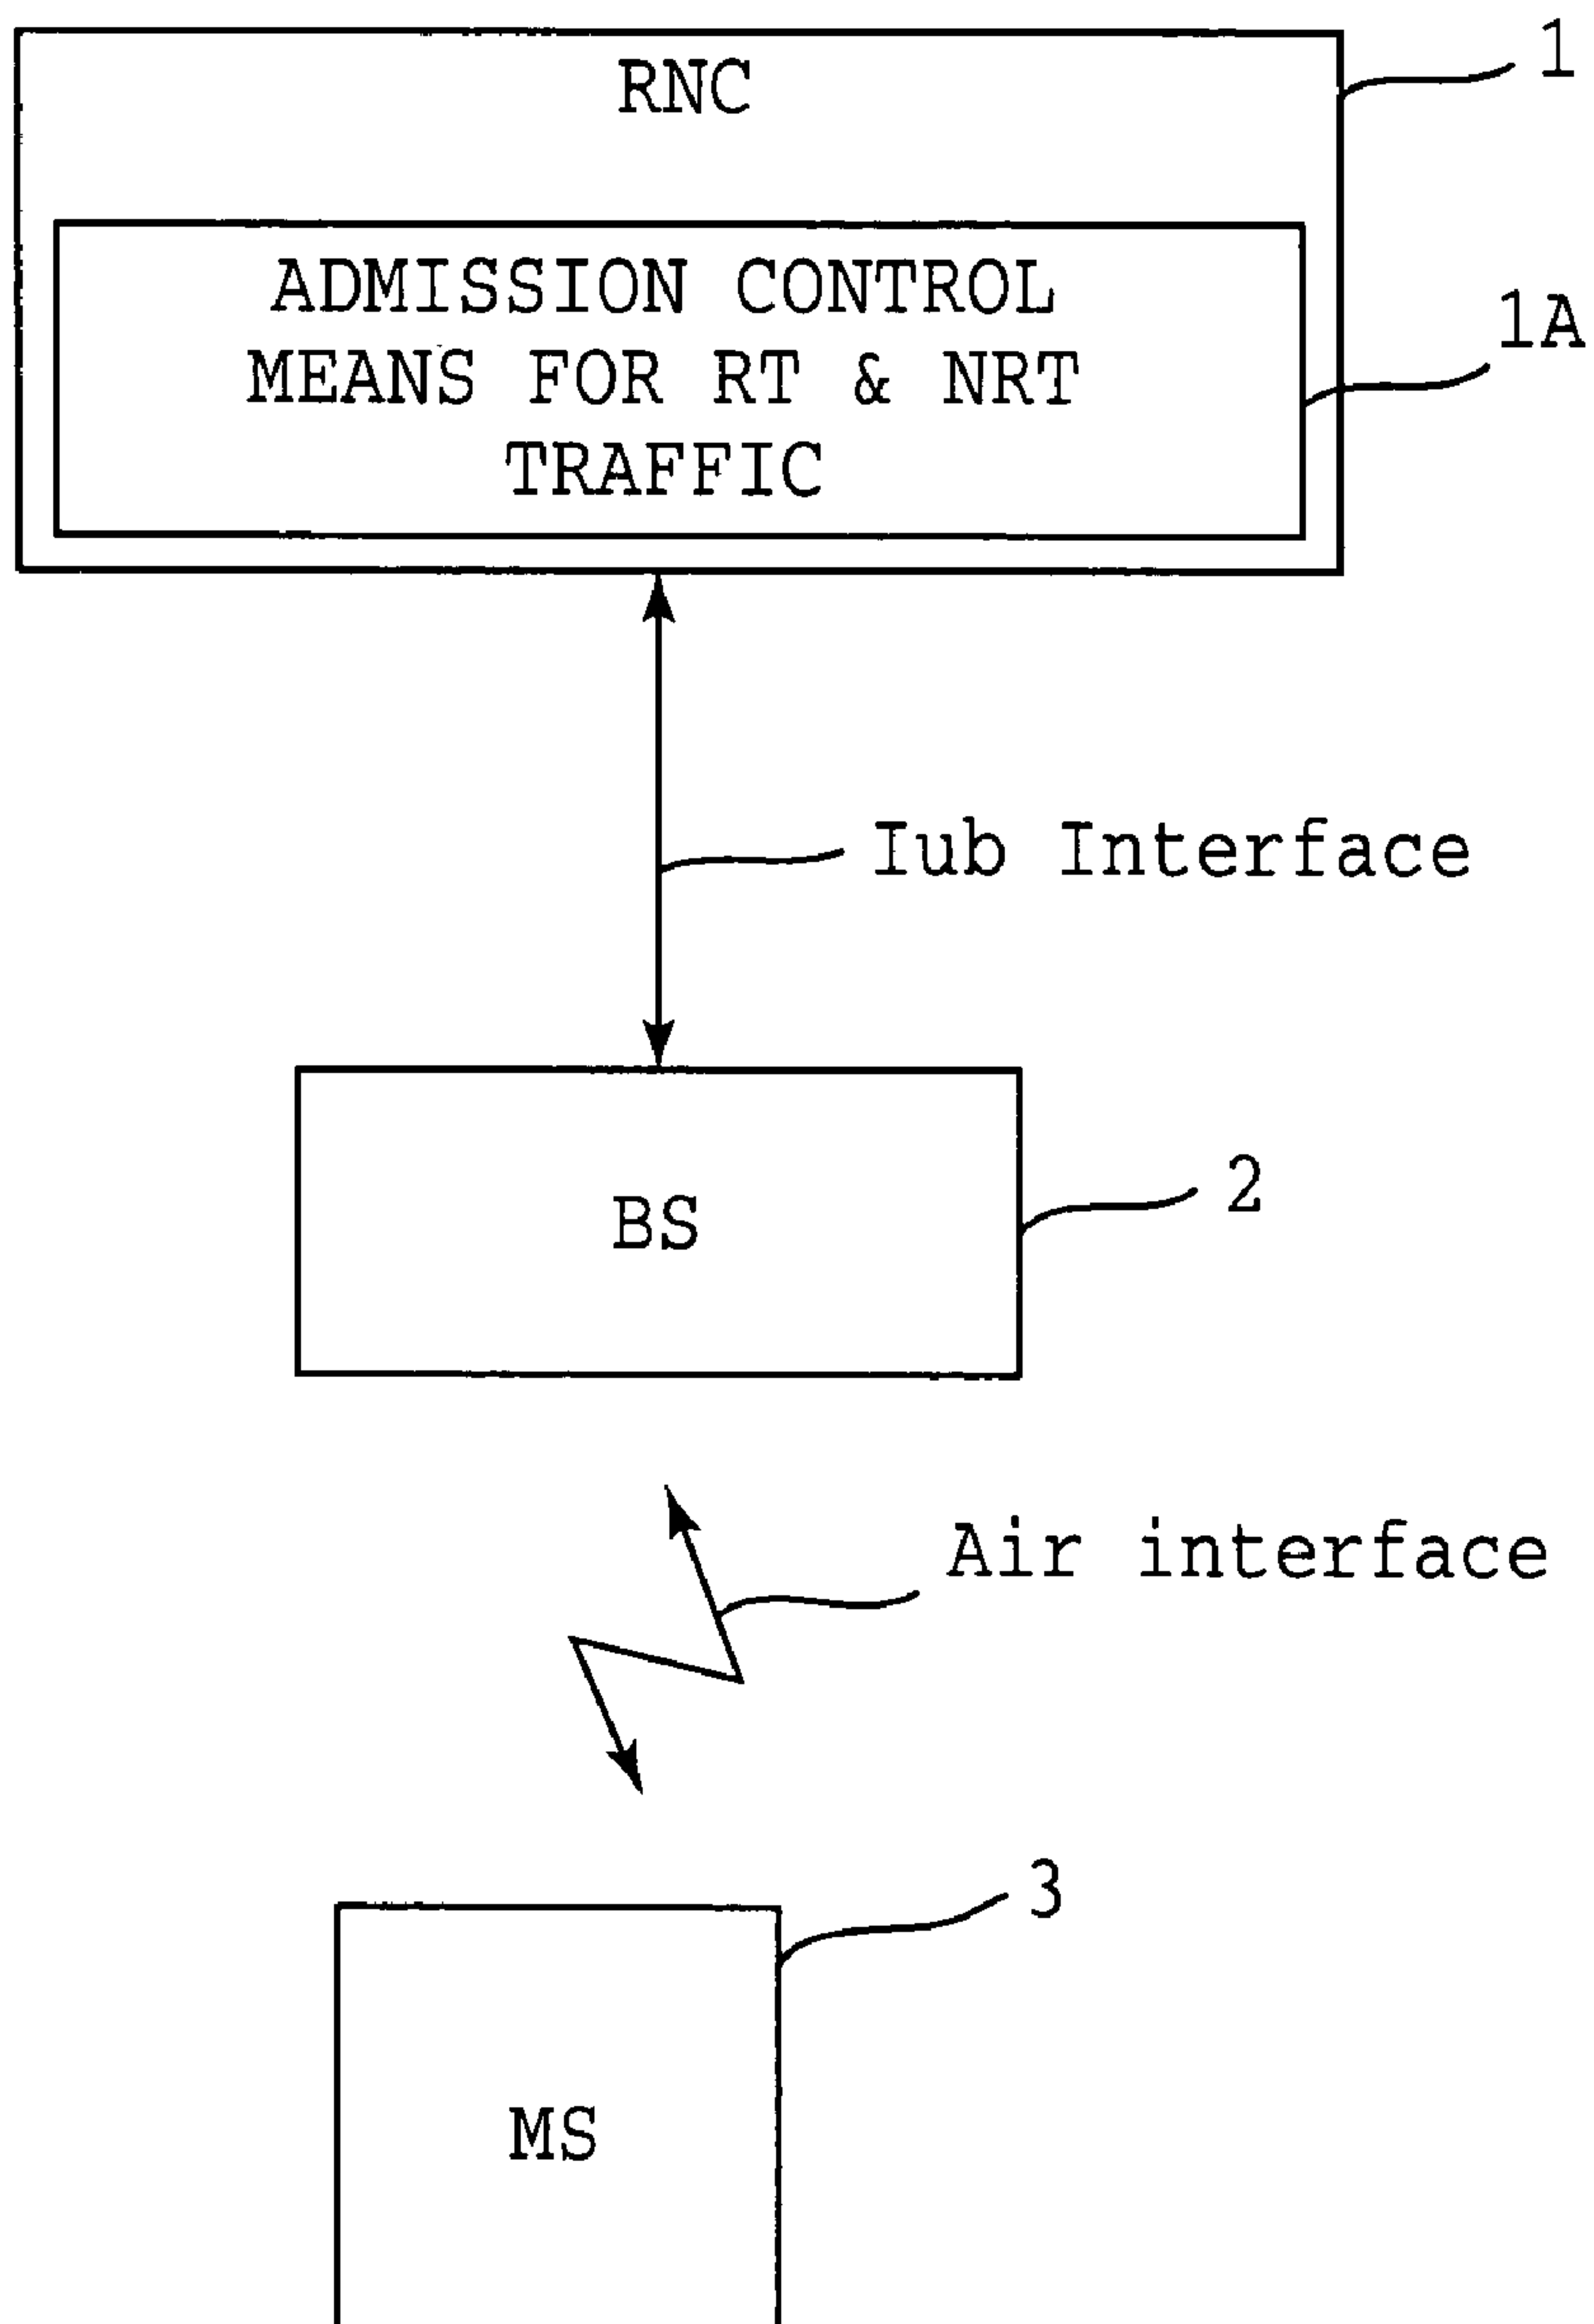 RNC
1
ADMISSION CONTROL
MEANS FOR RT & NRT
TRAFFIC
1A
Iub Interface
BS
2
Air interface
3
MS